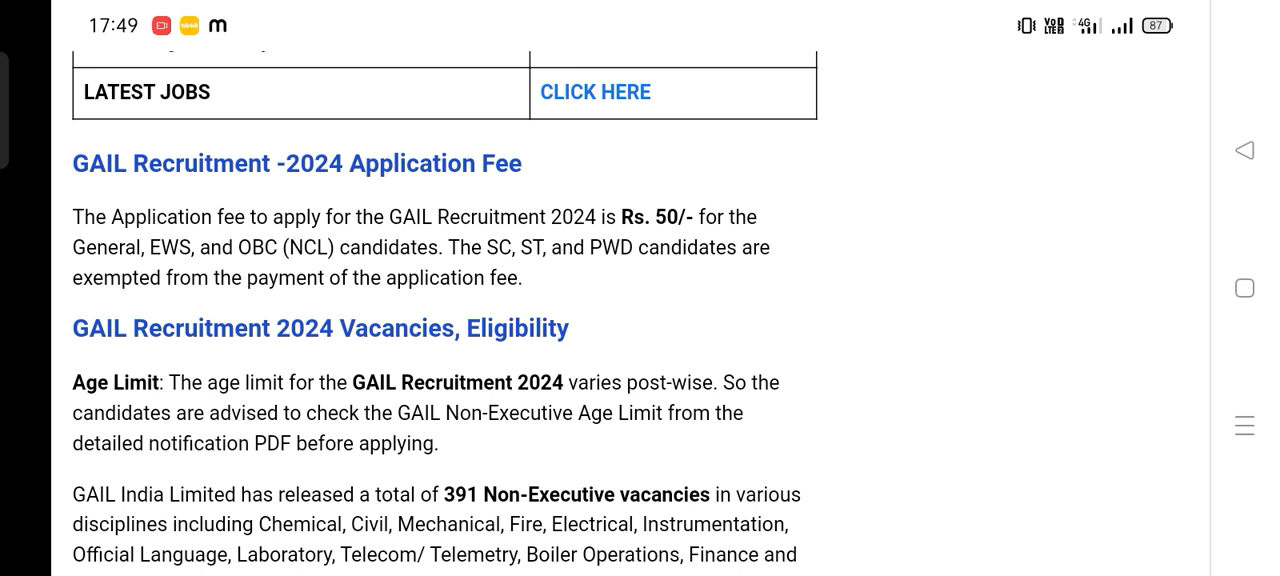 17:49
m
VoD
LTE2
4G
87
LATEST JOBS
CLICK HERE
GAIL Recruitment -2024 Application Fee
The Application fee to apply for the GAIL Recruitment 2024 is Rs. 50/- for the
General, EWS, and OBC (NCL) candidates. The SC, ST, and PWD candidates are
exempted from the payment of the application fee.
GAIL Recruitment 2024 Vacancies, Eligibility
Age Limit: The age limit for the GAIL Recruitment 2024 varies post-wise. So the
candidates are advised to check the GAIL Non-Executive Age Limit from the
detailed notification PDF before applying.
GAIL India Limited has released a total of 391 Non-Executive vacancies in various
disciplines including Chemical, Civil, Mechanical, Fire, Electrical, Instrumentation,
Official Language, Laboratory, Telecom/ Telemetry, Boiler Operations, Finance and